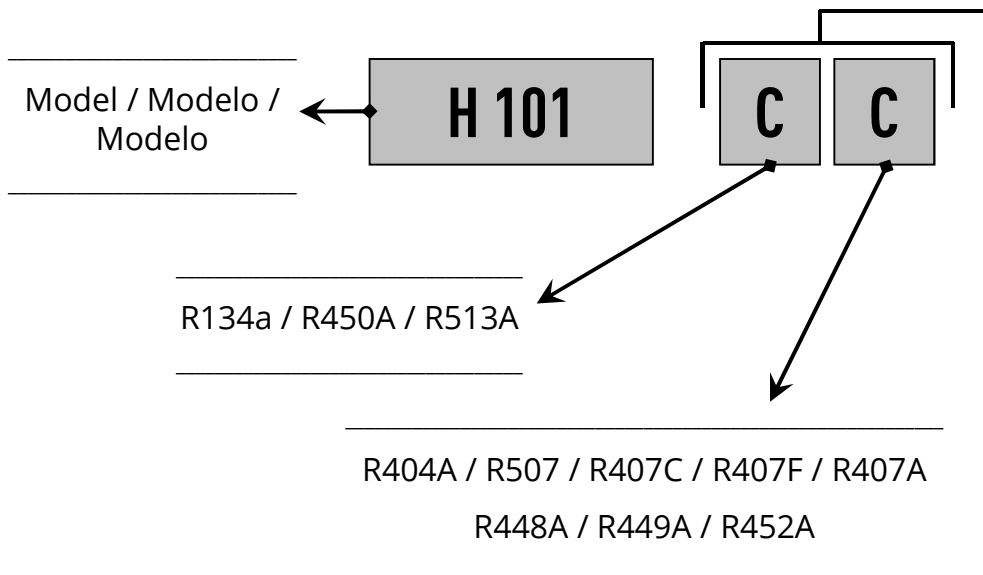 Model / Modelo /
Modelo
H 101
C
C
R134a / R450A / R513A
R404A / R507 / R407C / R407F / R407A
R448A / R449A / R452A